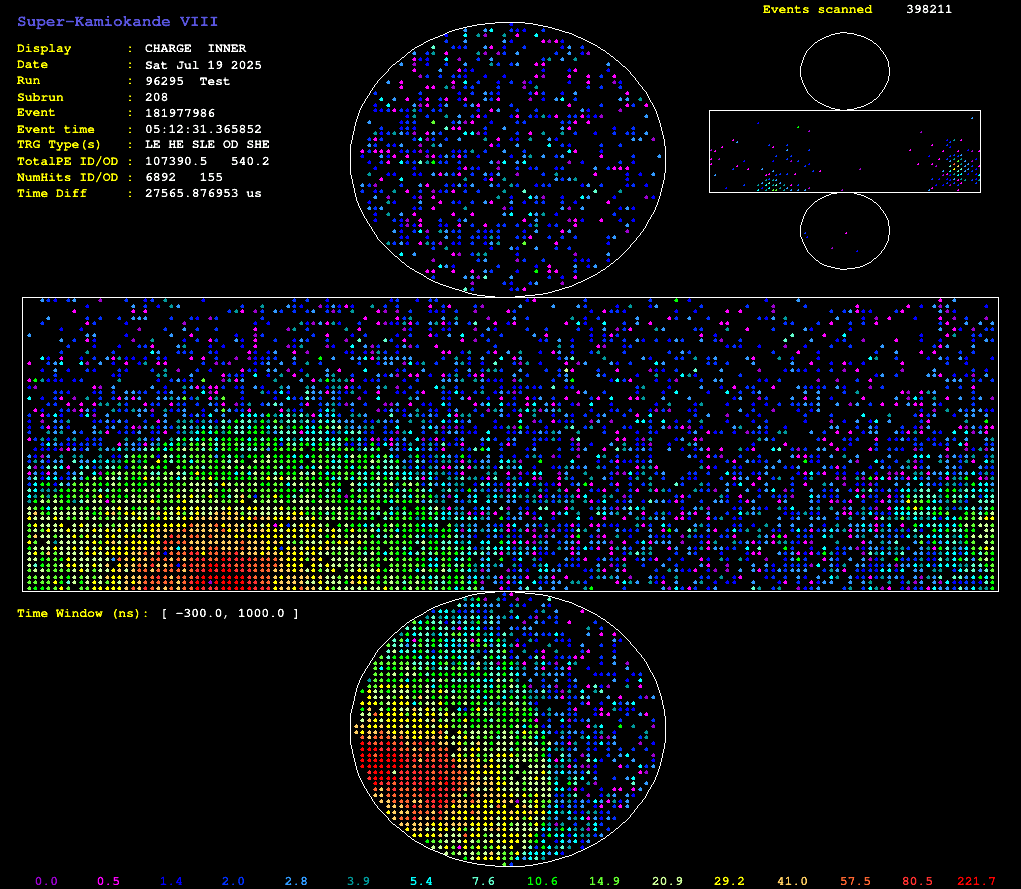 Super-Kamiokande VIII
Events scanned 398211
Display : CHARGE INNER
Date : Sat Jul 19 2025
Run : 96295 Test
Subrun : 208
Event : 181977986
Event time : 05:12:31.365852
TRG Type(s) : LE HE SLE OD SHE
TotalPE ID/OD : 107390.5 540.2
NumHits ID/OD : 6892 155
Time Diff : 27565.876953 us
Time Window (ns): [ -300.0, 1000.0 ]
0.0 0.5 1.4 2.0 2.8 3.9 5.4 7.6 10.6 14.9 20.9 29.2 41.0 57.5 80.5 221.7